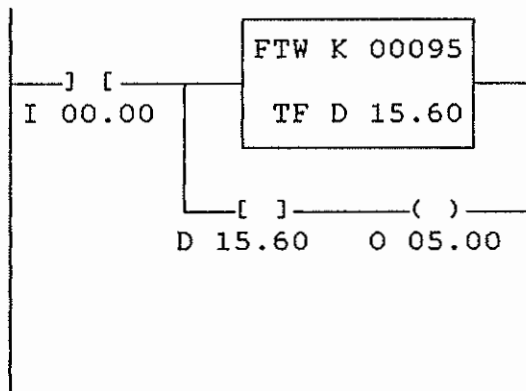 FTW K 00095
] [
I 00.00
TF D 15.60
[ ] ( )
D 15.60 O 05.00